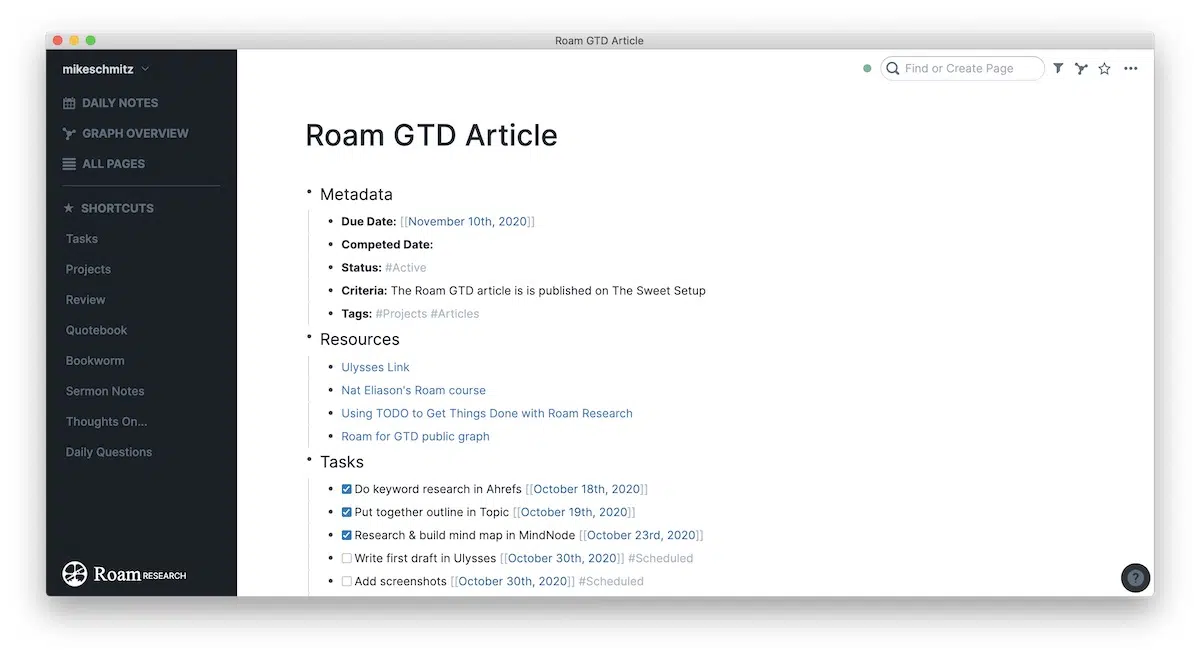 Roam GTD Article
mikeschmitz
DAILY NOTES
GRAPH OVERVIEW
ALL PAGES
SHORTCUTS
Tasks
Projects
Review
Quotebook
Bookworm
Sermon Notes
Thoughts On...
Daily Questions
Roam RESEARCH
Find or Create Page
Roam GTD Article
• Metadata
• Due Date: [[November 10th, 2020]]
• Competed Date:
• Status: #Active
• Criteria: The Roam GTD article is is published on The Sweet Setup
• Tags: #Projects #Articles
• Resources
• Ulysses Link
• Nat Eliason's Roam course
• Using TODO to Get Things Done with Roam Research
• Roam for GTD public graph
• Tasks
• Do keyword research in Ahrefs [[October 18th, 2020]]
• Put together outline in Topic [[October 19th, 2020]]
• Research & build mind map in MindNode [[October 23rd, 2020]]
• Write first draft in Ulysses [[October 30th, 2020]] #Scheduled
• Add screenshots [[October 30th, 2020]] #Scheduled
?